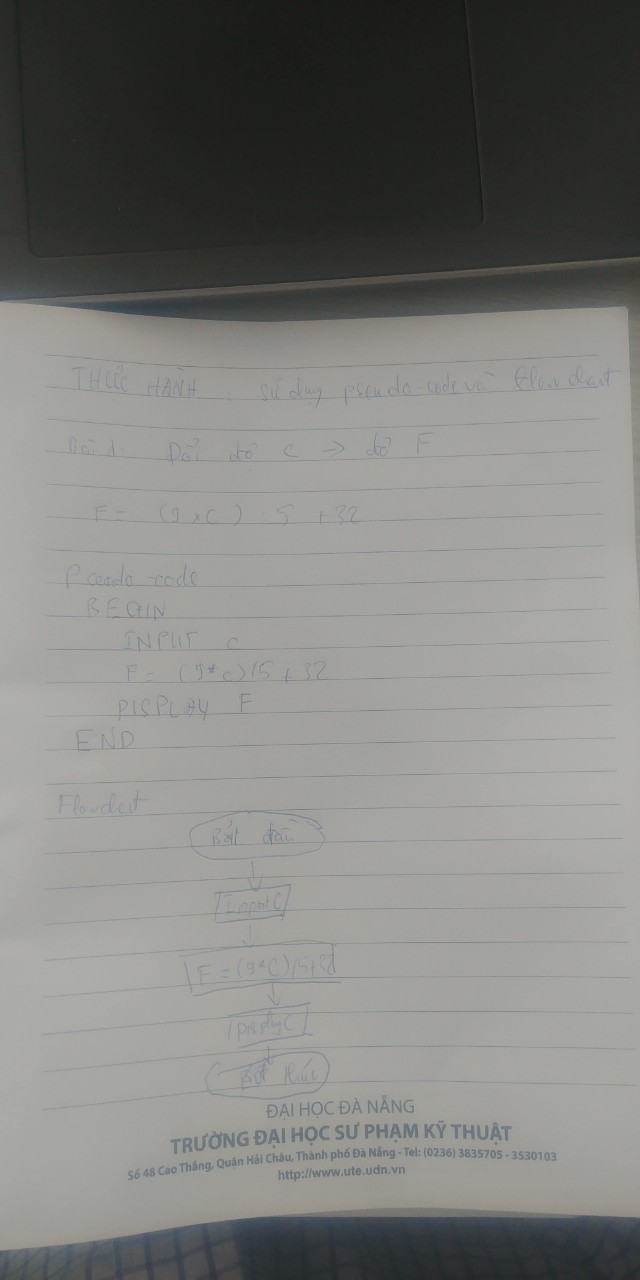 THỰC HÀNH : sử dụng pseudo-code và flowchart
Bài 1: Đổi độ C → độ F
F = (9 x C) 5 + 32
Pseudo-code
BEGIN
INPUT C
F = (9*C)/5 + 32
DISPLAY F
END
Flowchart
Bắt đầu
Input C
F = (9*C)/5+32
Display C
ĐẠI HỌC ĐÀ NẴNG
TRƯỜNG ĐẠI HỌC SƯ PHẠM KỸ THUẬT
Số 48 Cao Thắng, Quận Hải Châu, Thành phố Đà Nẵng - Tel: (0236) 3835705 - 3530103
http://www.ute.udn.vn